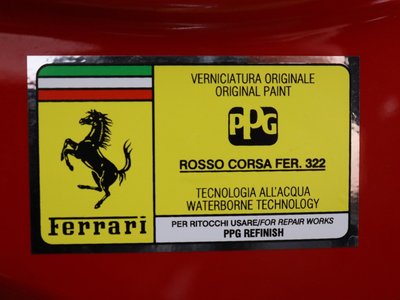 VERNICIATURA ORIGINALE
ORIGINAL PAINT
PPG
ROSSO CORSA FER. 322
TECNOLOGIA ALL'ACQUA
WATERBORNE TECHNOLOGY
Ferrari
PER RITOCCHI USARE/FOR REPAIR WORKS
PPG REFINISH